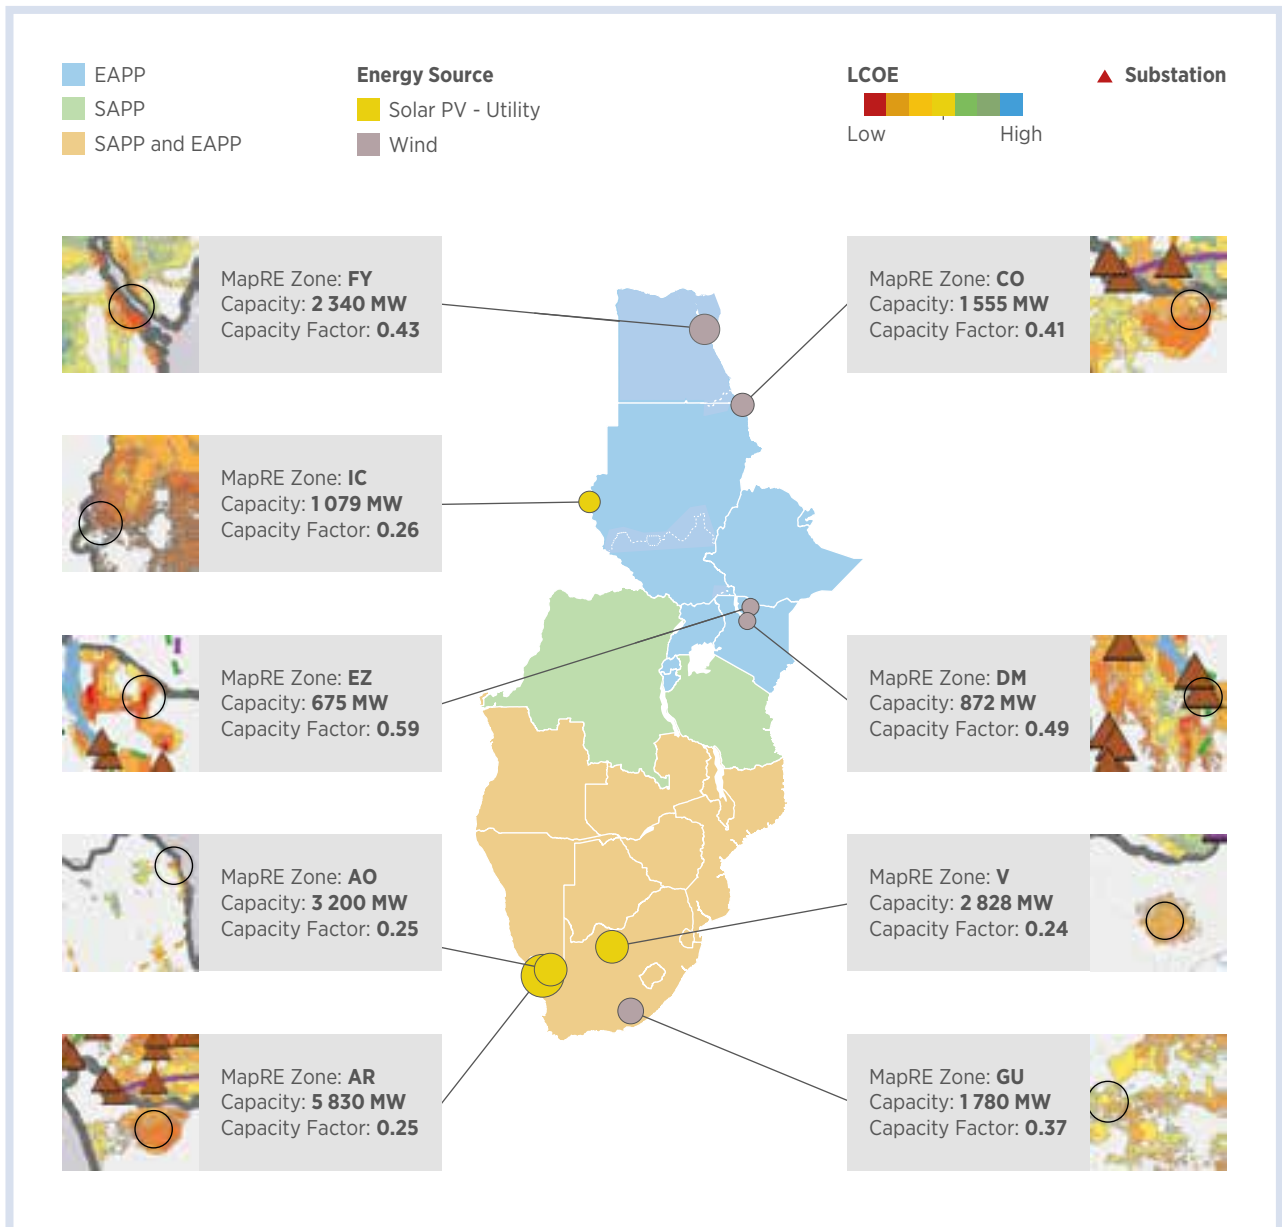 EAPP
SAPP
SAPP and EAPP
Energy Source
Solar PV - Utility
Wind
LCOE
Low High
Substation
MapRE Zone: FY
Capacity: 2 340 MW
Capacity Factor: 0.43
MapRE Zone: CO
Capacity: 1 555 MW
Capacity Factor: 0.41
MapRE Zone: IC
Capacity: 1 079 MW
Capacity Factor: 0.26
MapRE Zone: EZ
Capacity: 675 MW
Capacity Factor: 0.59
MapRE Zone: DM
Capacity: 872 MW
Capacity Factor: 0.49
MapRE Zone: AO
Capacity: 3 200 MW
Capacity Factor: 0.25
MapRE Zone: V
Capacity: 2 828 MW
Capacity Factor: 0.24
MapRE Zone: AR
Capacity: 5 830 MW
Capacity Factor: 0.25
MapRE Zone: GU
Capacity: 1 780 MW
Capacity Factor: 0.37